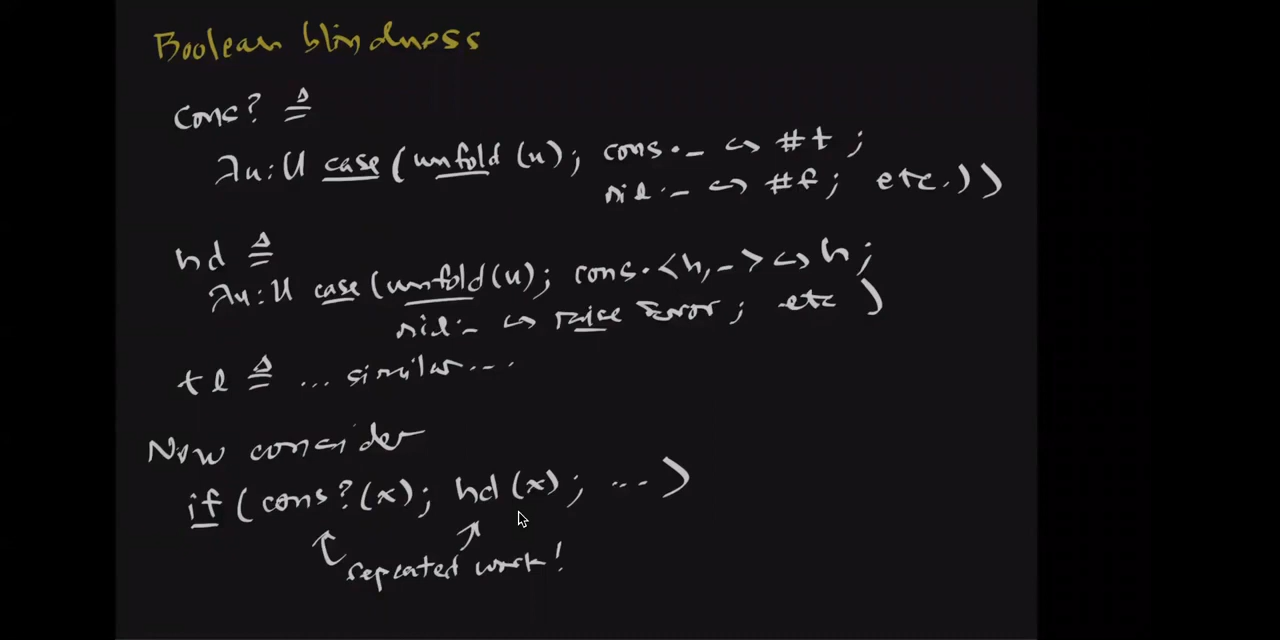 Boolean blindness
cons? ≜
λu:U case(unfold(u); cons·_ ↪ #t;
nil·_ ↪ #f; etc.))
hd ≜
λu:U case(unfold(u); cons·<h,_> ↪ h;
nil·_ ↪ raise Error; etc)
tl ≜ ... similar...
Now consider
if (cons?(x); hd(x); ...)
repeated work!